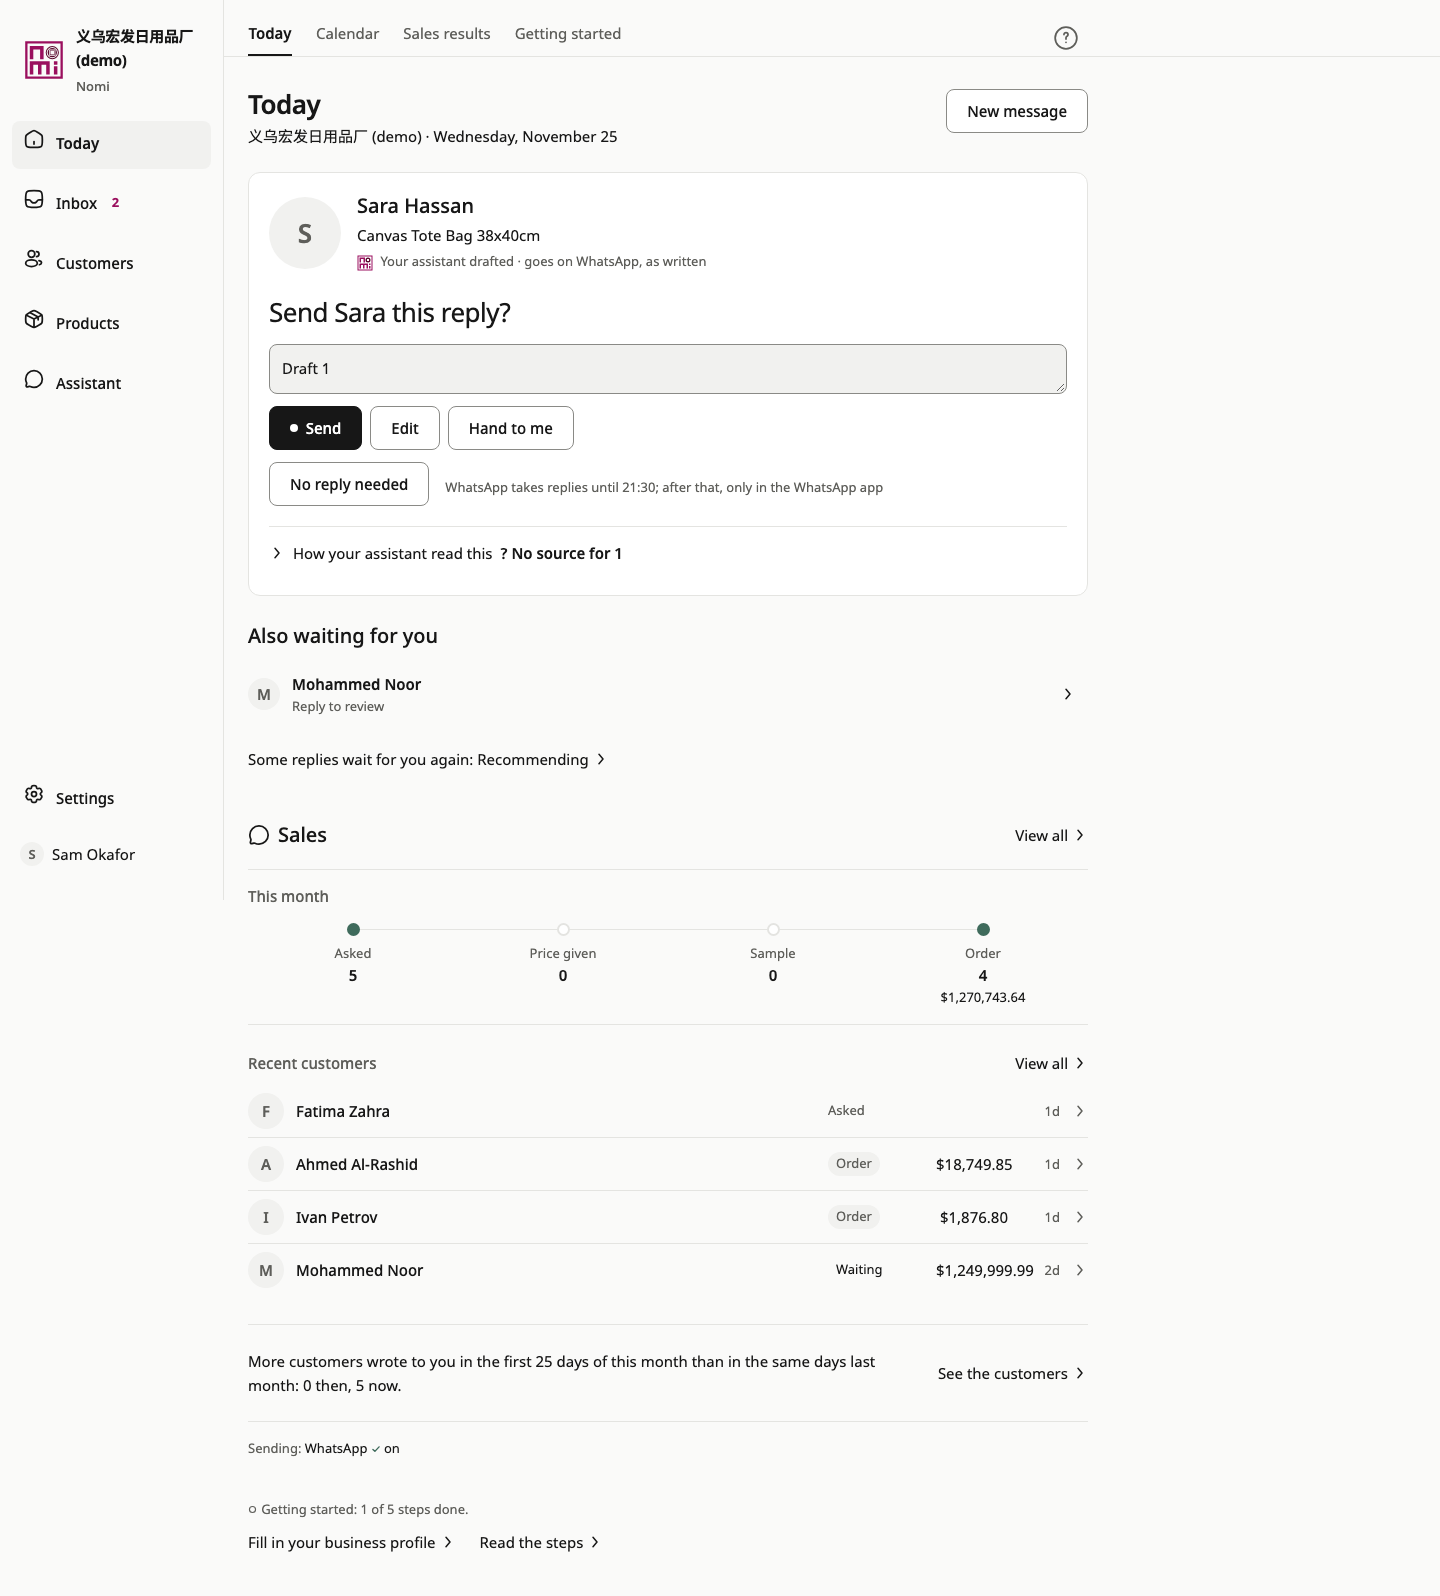 义乌宏发日用品厂
(demo)
Nomi
Today
Inbox 2
Customers
Products
Assistant
Settings
S Sam Okafor
Today Calendar Sales results Getting started ?
Today
义乌宏发日用品厂 (demo) · Wednesday, November 25
New message
S
Sara Hassan
Canvas Tote Bag 38x40cm
Your assistant drafted · goes on WhatsApp, as written
Send Sara this reply?
Draft 1
Send Edit Hand to me
No reply needed WhatsApp takes replies until 21:30; after that, only in the WhatsApp app
How your assistant read this ? No source for 1
Also waiting for you
M Mohammed Noor
Reply to review
Some replies wait for you again: Recommending
Sales View all
This month
Asked Price given Sample Order
5 0 0 4
$1,270,743.64
Recent customers View all
F Fatima Zahra Asked 1d
A Ahmed Al-Rashid Order $18,749.85 1d
I Ivan Petrov Order $1,876.80 1d
M Mohammed Noor Waiting $1,249,999.99 2d
More customers wrote to you in the first 25 days of this month than in the same days last
month: 0 then, 5 now.
See the customers
Sending: WhatsApp ✓ on
Getting started: 1 of 5 steps done.
Fill in your business profile Read the steps